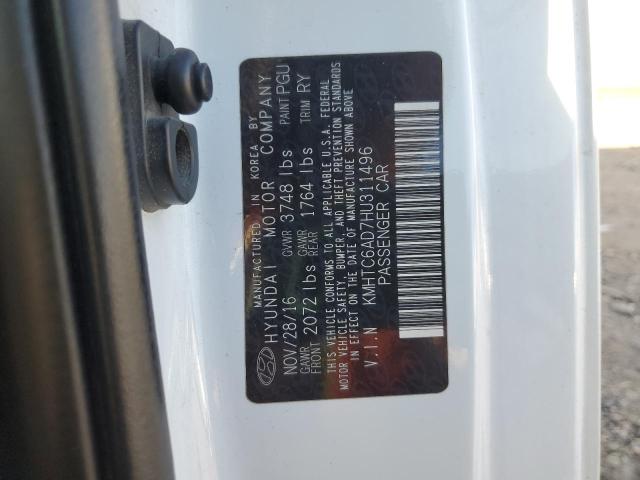 MANUFACTURED IN KOREA BY
HYUNDAI MOTOR COMPANY
NOV/28/16 GVWR 3748 lbs PAINT PGU
GAWR FRONT 2072 lbs GAWR REAR 1764 lbs TRIM RY
THIS VEHICLE CONFORMS TO ALL APPLICABLE U.S.A. FEDERAL
MOTOR VEHICLE SAFETY, BUMPER, AND THEFT PREVENTION STANDARDS
IN EFFECT ON THE DATE OF MANUFACTURE SHOWN ABOVE
V.I.N KMHTC6AD7HU311496
PASSENGER CAR